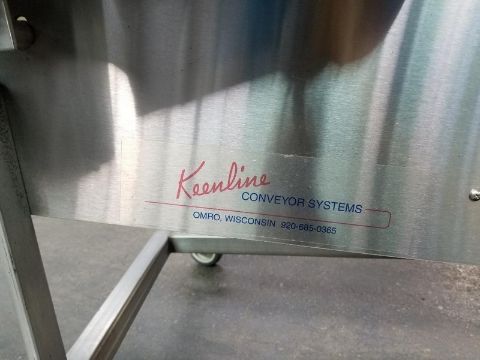 Keenline
CONVEYOR SYSTEMS
OMRO, WISCONSIN 920-685-0365